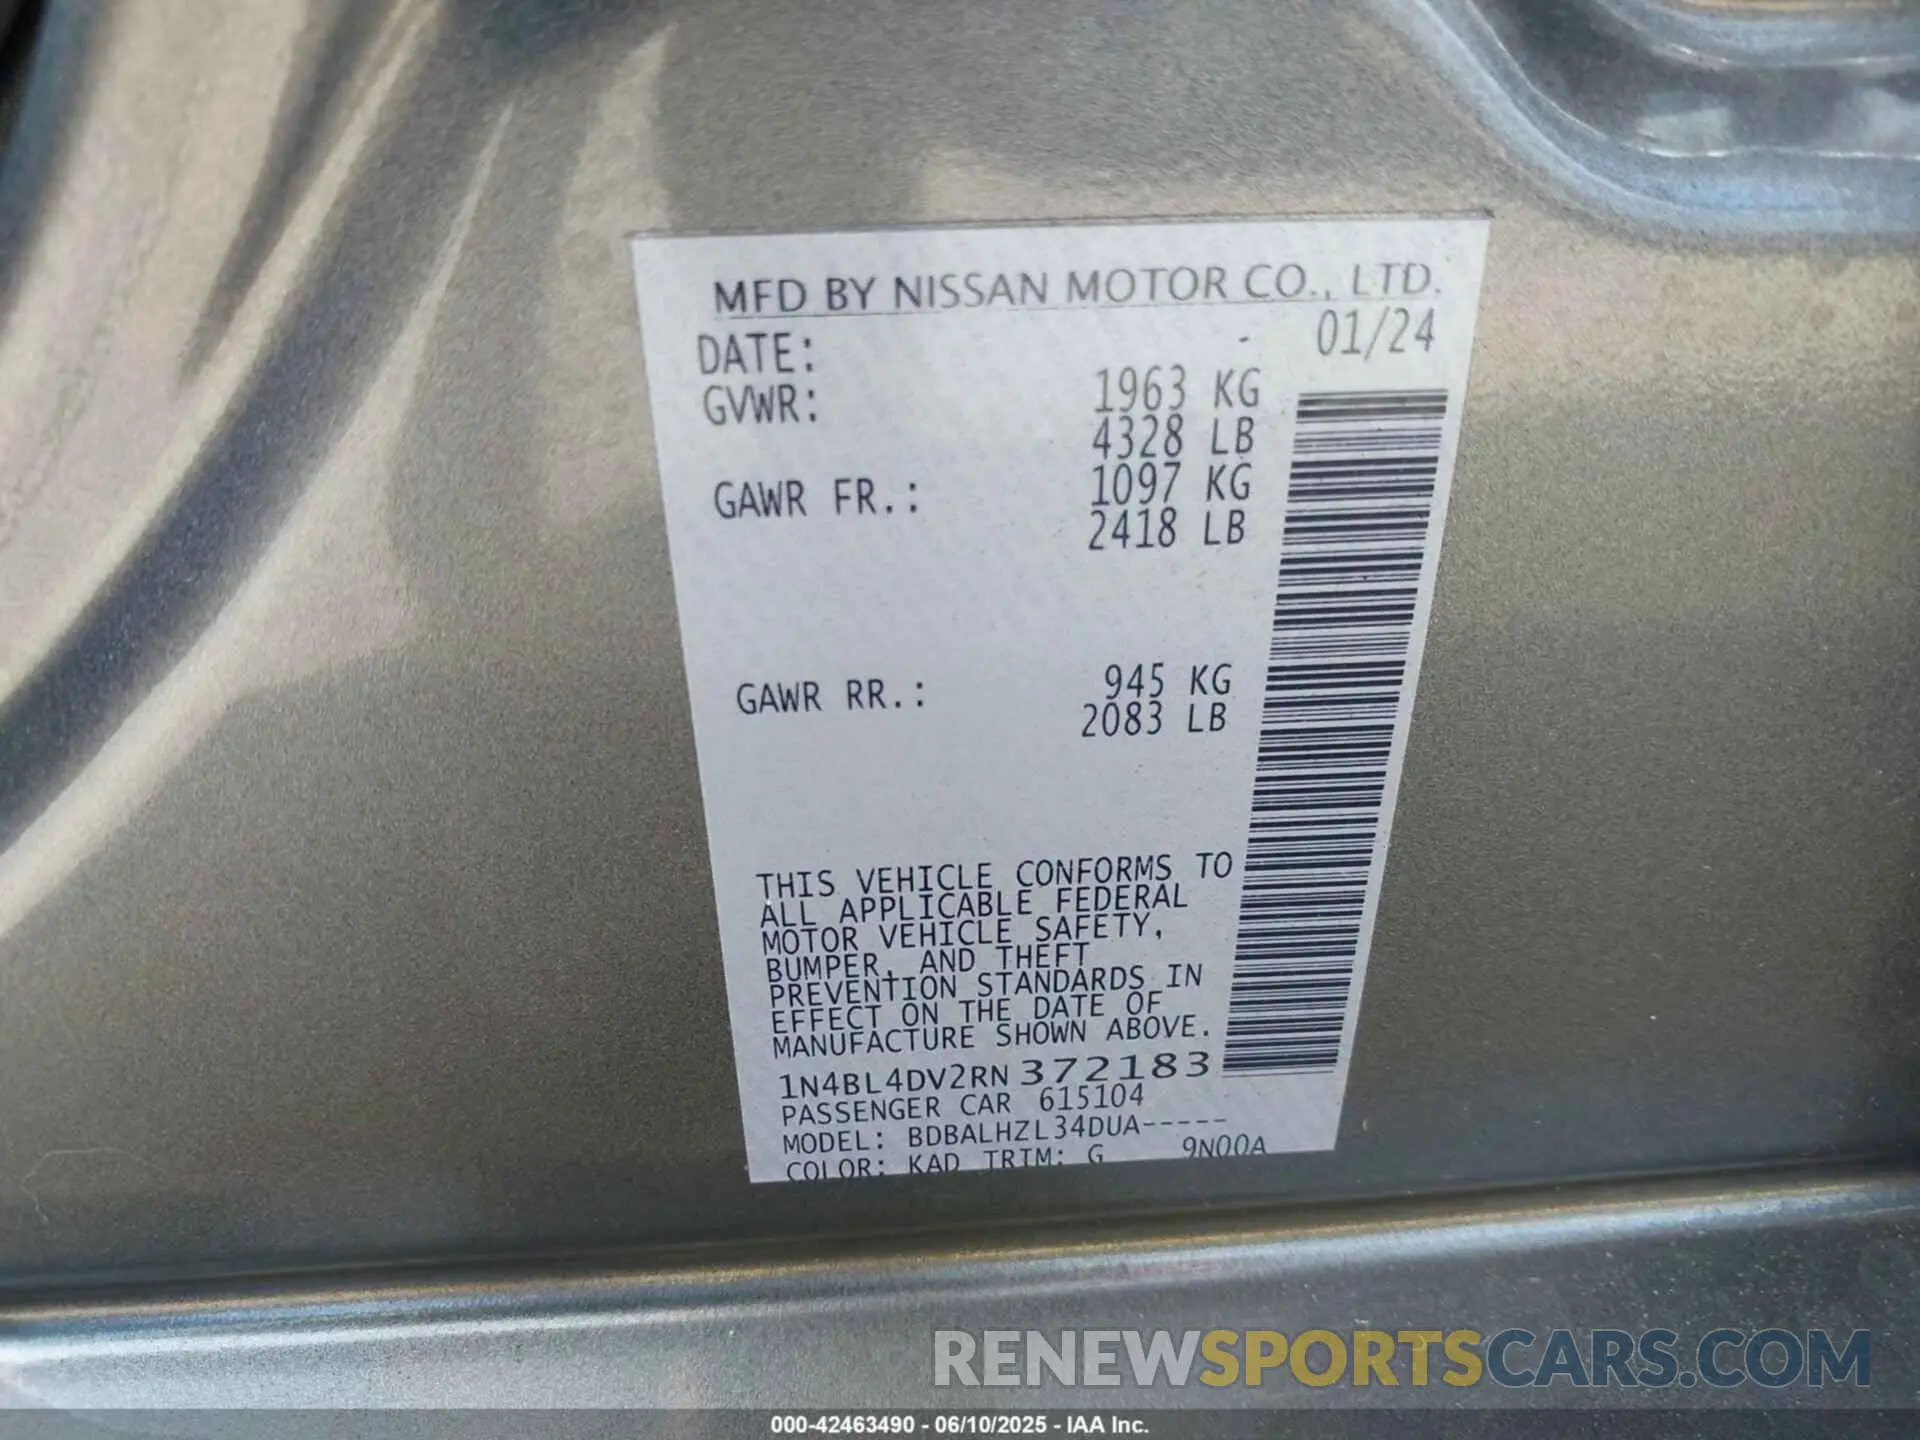 MFD BY NISSAN MOTOR CO., LTD.
DATE: - 01/24
GVWR: 1963 KG
4328 LB
GAWR FR.: 1097 KG
2418 LB
GAWR RR.: 945 KG
2083 LB
THIS VEHICLE CONFORMS TO
ALL APPLICABLE FEDERAL
MOTOR VEHICLE SAFETY,
BUMPER, AND THEFT
PREVENTION STANDARDS IN
EFFECT ON THE DATE OF
MANUFACTURE SHOWN ABOVE.
1N4BL4DV2RN 372183
PASSENGER CAR 615104
MODEL: BDBALHZL34DUA-----
COLOR: KAD TRIM: G 9N00A
RENEWSPORTSCARS.COM
000-42463490 - 06/10/2025 - IAA Inc.